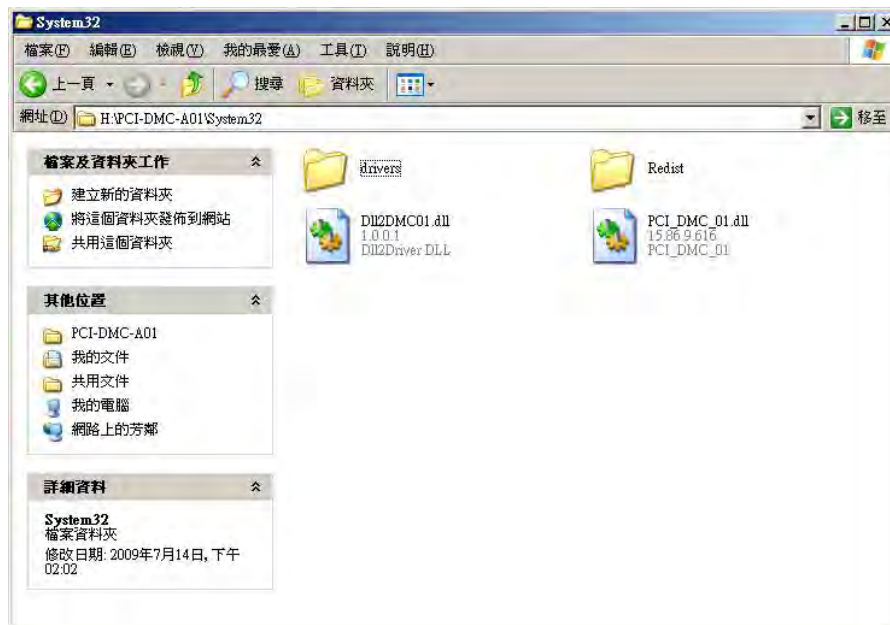 System32
檔案(F) 編輯(E) 檢視(V) 我的最愛(A) 工具(T) 說明(H)
上一頁 搜尋 資料夾
網址(D) H:\PCI-DMC-A01\System32 移至
檔案及資料夾工作
建立新的資料夾
將這個資料夾發佈到網站
共用這個資料夾
其他位置
PCI-DMC-A01
我的文件
共用文件
我的電腦
網路上的芳鄰
詳細資料
System32
檔案資料夾
修改日期: 2009年7月14日, 下午
02:02
drivers
Redist
Dll2DMC01.dll
1.0.0.1
Dll2Driver DLL
PCI_DMC_01.dll
15.86.9.616
PCI_DMC_01